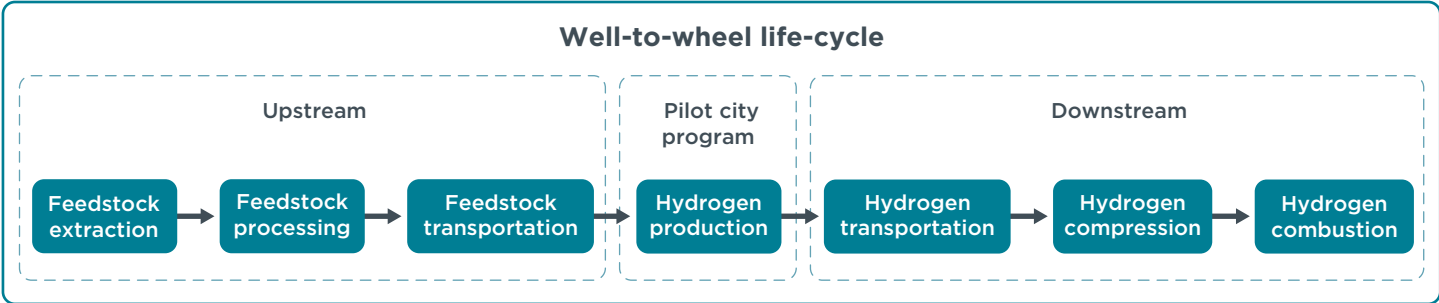 Well-to-wheel life-cycle
Upstream
Pilot city
program
Downstream
Feedstock
extraction
Feedstock
processing
Feedstock
transportation
Hydrogen
production
Hydrogen
transportation
Hydrogen
compression
Hydrogen
combustion